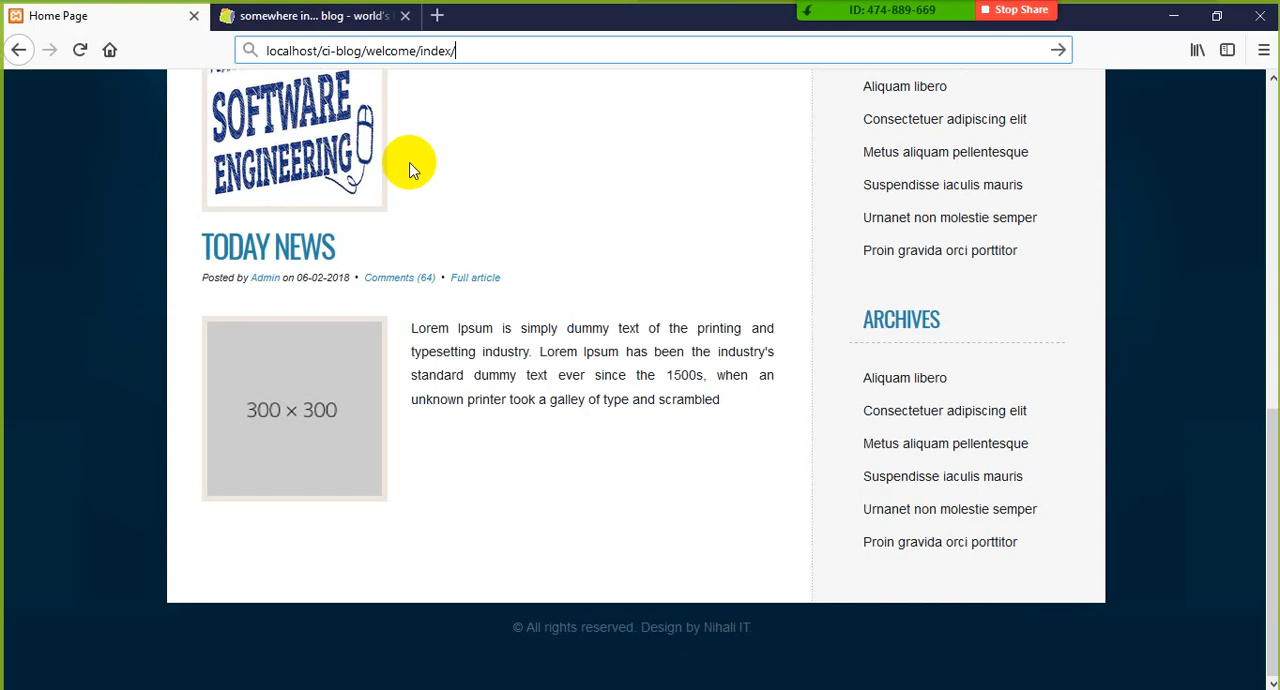 Home Page
somewhere in... blog - world's l
ID: 474-889-669
Stop Share
localhost/ci-blog/welcome/index/
SOFTWARE
ENGINEERING
TODAY NEWS
Posted by Admin on 06-02-2018 • Comments (64) • Full article
300 × 300
Lorem Ipsum is simply dummy text of the printing and
typesetting industry. Lorem Ipsum has been the industry's
standard dummy text ever since the 1500s, when an
unknown printer took a galley of type and scrambled
Aliquam libero
Consectetuer adipiscing elit
Metus aliquam pellentesque
Suspendisse iaculis mauris
Urnanet non molestie semper
Proin gravida orci porttitor
ARCHIVES
Aliquam libero
Consectetuer adipiscing elit
Metus aliquam pellentesque
Suspendisse iaculis mauris
Urnanet non molestie semper
Proin gravida orci porttitor
© All rights reserved. Design by Nihali IT.